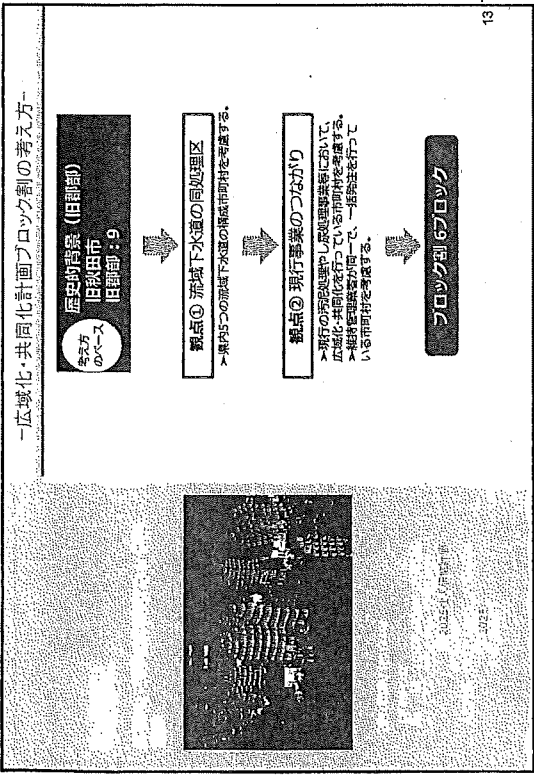 -広域化・共同化計画ブロック割の考え方-
考え方
のベース
歴史的背景(旧郡部)
旧秋田市
旧郡部:9
観点① 流域下水道の同処理区
➢県内5つの流域下水道の構成市町村を考慮する。
観点② 現行事業のつながり
➢現行の汚泥処理やし尿処理事業等において、
広域化・共同化を行っている市町村を考慮する。
➢維持管理業者が同一で、一括発注を行って
いる市町村を考慮する。
ブロック割 6ブロック
13